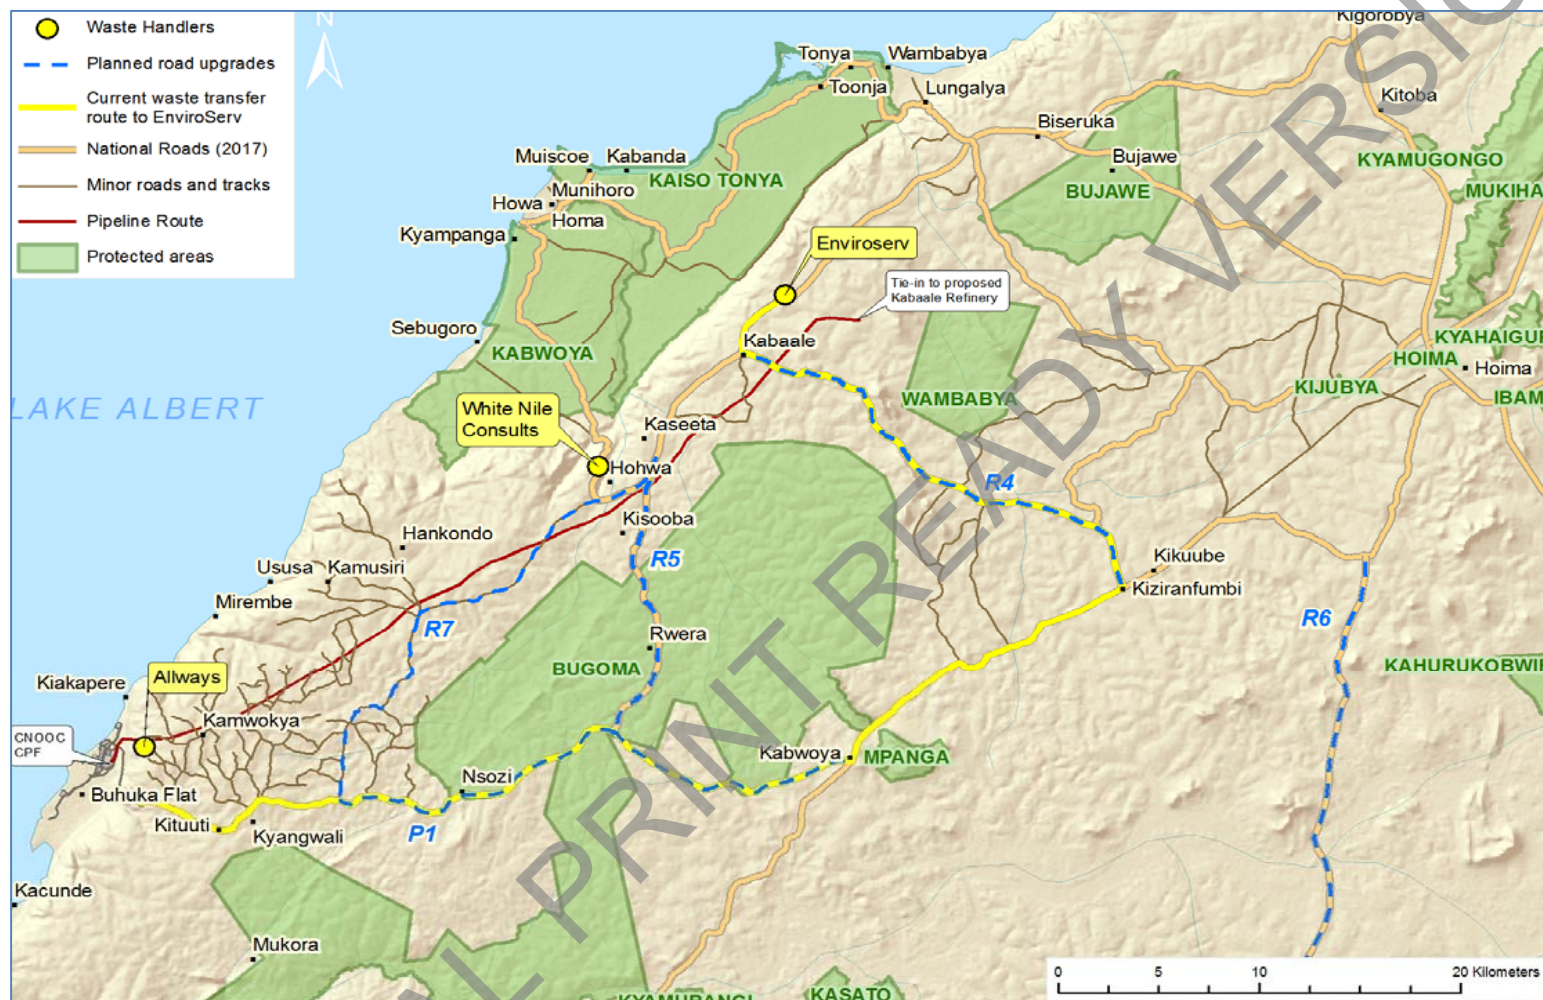 Waste Handlers
Planned road upgrades
Current waste transfer
route to EnviroServ
National Roads (2017)
Minor roads and tracks
Pipeline Route
Protected areas
N
Kigorobya
Tonya
Wambabya
Toonja
Lungalya
Kitoba
Biseruka
Muiscoe
Kabanda
Bujawe
KYAMUGONGO
KAISO TONYA
BUJAWE
MUKIHA
Munihoro
Howa
Homa
Kyampanga
Enviroserv
Tie-in to proposed
Kabaale Refinery
Sebugoro
Kabaale
KYAHAIGUR
KABWOYA
HOIMA
Hoima
KIJUBYA
IBAM
LAKE ALBERT
WAMBABYA
White Nile
Consults
Kaseeta
Hohwa
R4
Kisooba
Hankondo
R5
Kikuube
Ususa
Kamusiri
Kiziranfumbi
Mirembe
R7
R6
Rwera
BUGOMA
KAHURUKOBWIR
Allways
Kiakapere
Kamwokya
CNOOC
CPF
Kabwoya
MPANGA
Nsozi
Buhuka Flat
Kituuti
Kyangwali
P1
Kacunde
Mukora
0 5 10 20 Kilometers
KYAMURANGI
KASATO
AL PRINT READY VERSIO